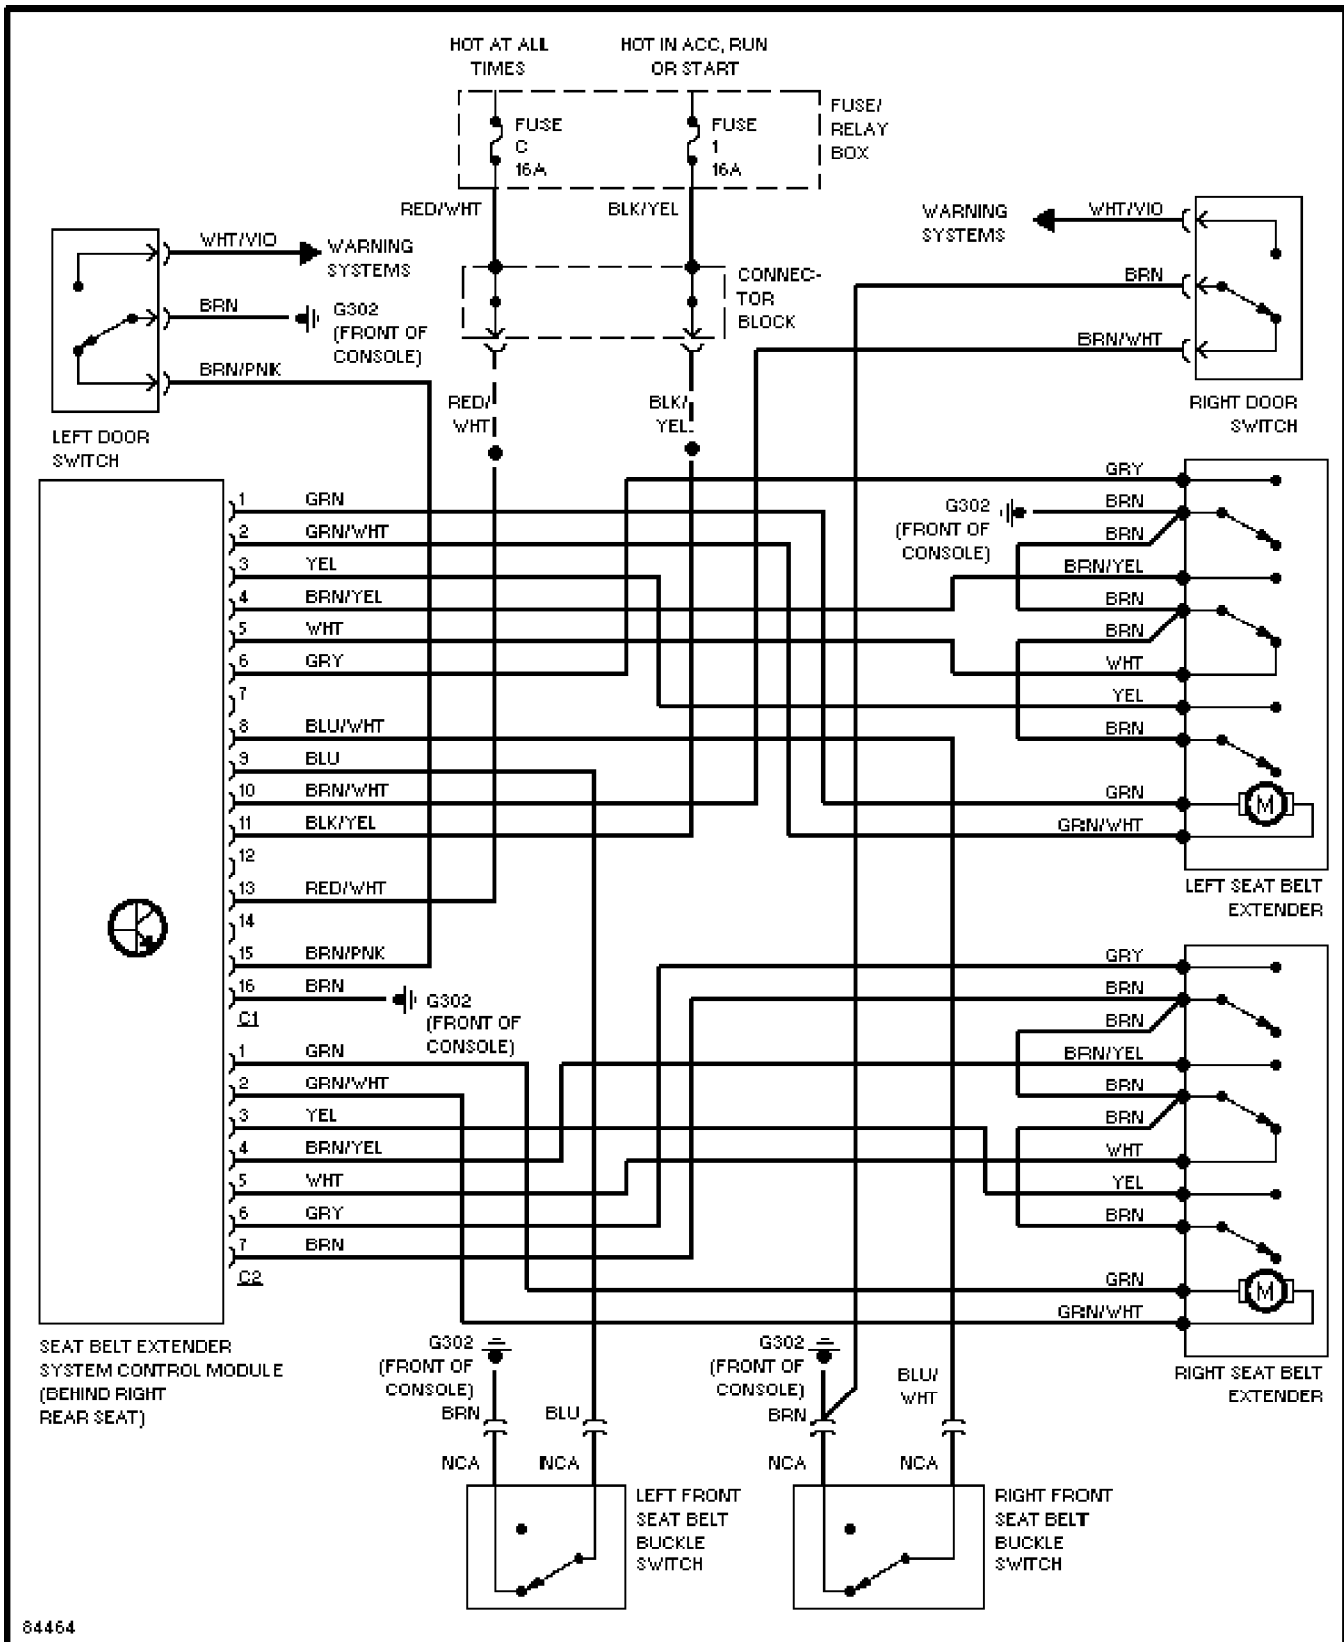 HOT AT ALL
TIMES
HOT IN ACC, RUN
OR START
FUSE
C
16A
FUSE
1
16A
FUSE/
RELAY
BOX
RED/WHT
BLK/YEL
WHT/VIO
WARNING
SYSTEMS
BRN
G302
(FRONT OF
CONSOLE)
BRN/PNK
LEFT DOOR
SWITCH
CONNEC-
TOR
BLOCK
RED/
WHT
BLK/
YEL
WARNING
SYSTEMS
WHT/VIO
BRN
BRN/WHT
RIGHT DOOR
SWITCH
1 GRN
2 GRN/WHT
3 YEL
4 BRN/YEL
5 WHT
6 GRY
7
8 BLU/WHT
9 BLU
10 BRN/WHT
11 BLK/YEL
12
13 RED/WHT
14
15 BRN/PNK
16 BRN
C1
G302
(FRONT OF
CONSOLE)
1 GRN
2 GRN/WHT
3 YEL
4 BRN/YEL
5 WHT
6 GRY
7 BRN
C2
SEAT BELT EXTENDER
SYSTEM CONTROL MODULE
(BEHIND RIGHT
REAR SEAT)
GRY
BRN
G302
(FRONT OF
CONSOLE)
BRN
BRN/YEL
BRN
BRN
WHT
YEL
BRN
GRN
M
GRN/WHT
LEFT SEAT BELT
EXTENDER
GRY
BRN
BRN
BRN/YEL
BRN
BRN
WHT
YEL
BRN
GRN
M
GRN/WHT
RIGHT SEAT BELT
EXTENDER
G302
(FRONT OF
CONSOLE)
BRN
BLU
NCA
NCA
LEFT FRONT
SEAT BELT
BUCKLE
SWITCH
G302
(FRONT OF
CONSOLE)
BRN
BLU/
WHT
NCA
NCA
RIGHT FRONT
SEAT BELT
BUCKLE
SWITCH
84464